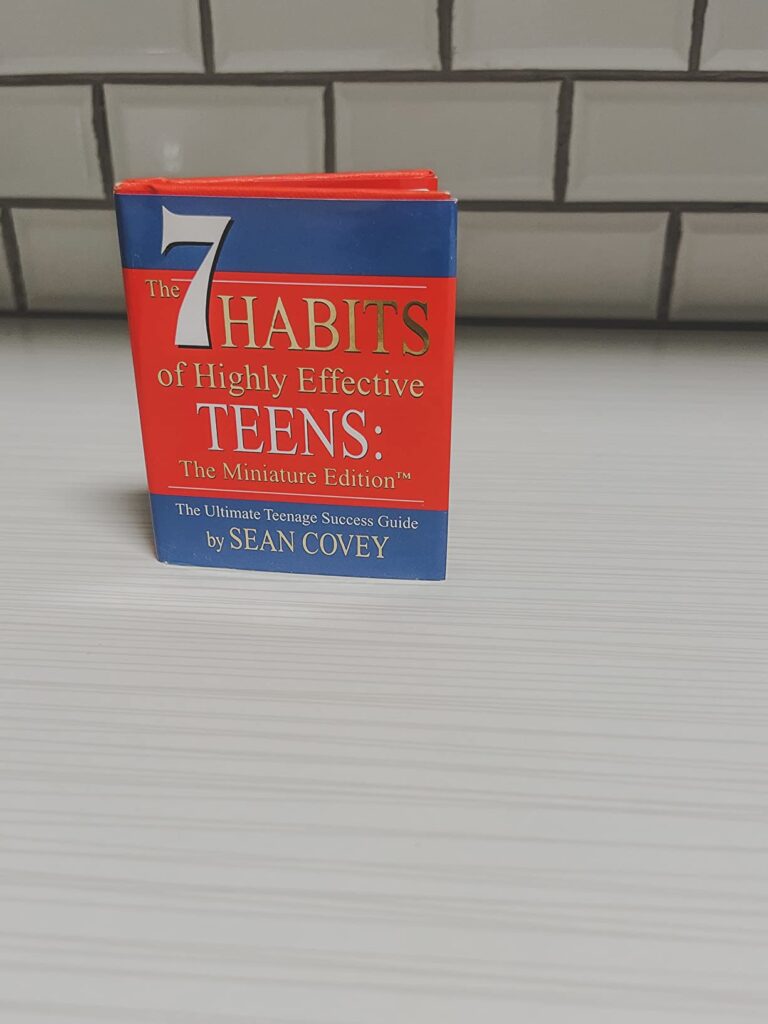 The 7 HABITS
of Highly Effective
TEENS:
The Miniature Edition™
The Ultimate Teenage Success Guide
by SEAN COVEY